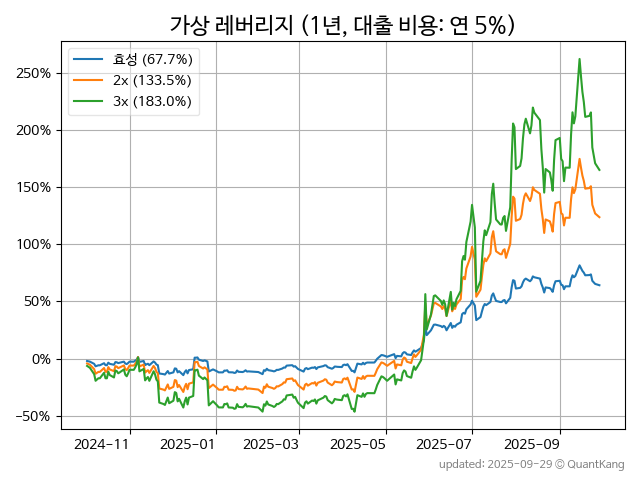 가상 레버리지 (1년, 대출 비용: 연 5%)
효성 (67.7%)
2x (133.5%)
3x (183.0%)
250%
200%
150%
100%
50%
0%
−50%
2024-11
2025-01
2025-03
2025-05
2025-07
2025-09
updated: 2025-09-29 © QuantKang